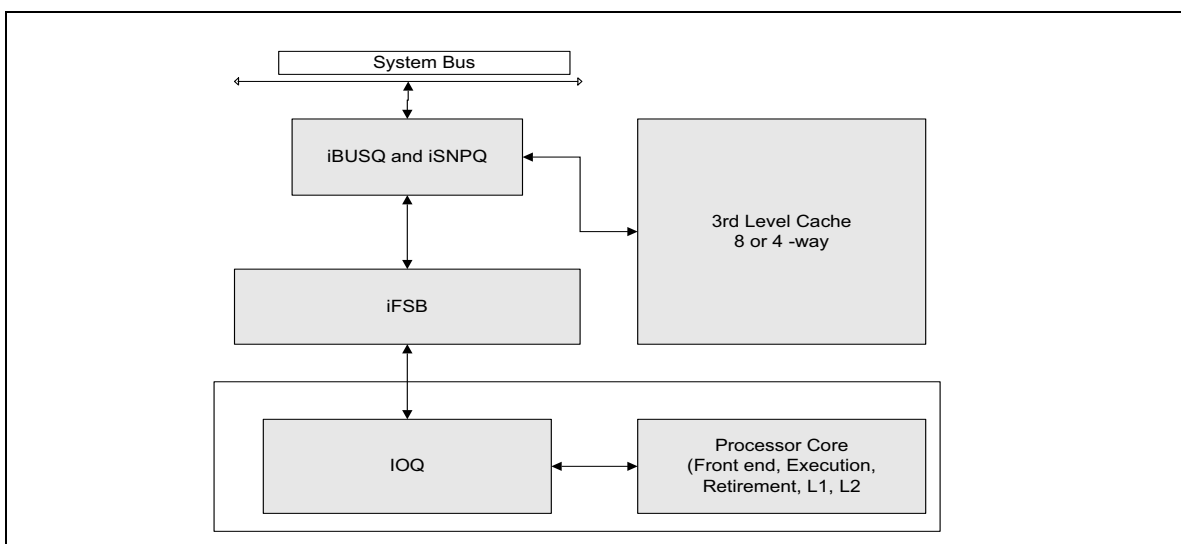 System Bus
iBUSQ and iSNPQ
3rd Level Cache
8 or 4 -way
iFSB
IOQ
Processor Core
(Front end, Execution,
Retirement, L1, L2